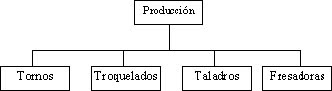 Producción
Tornos
Troquelados
Taladros
Fresadoras